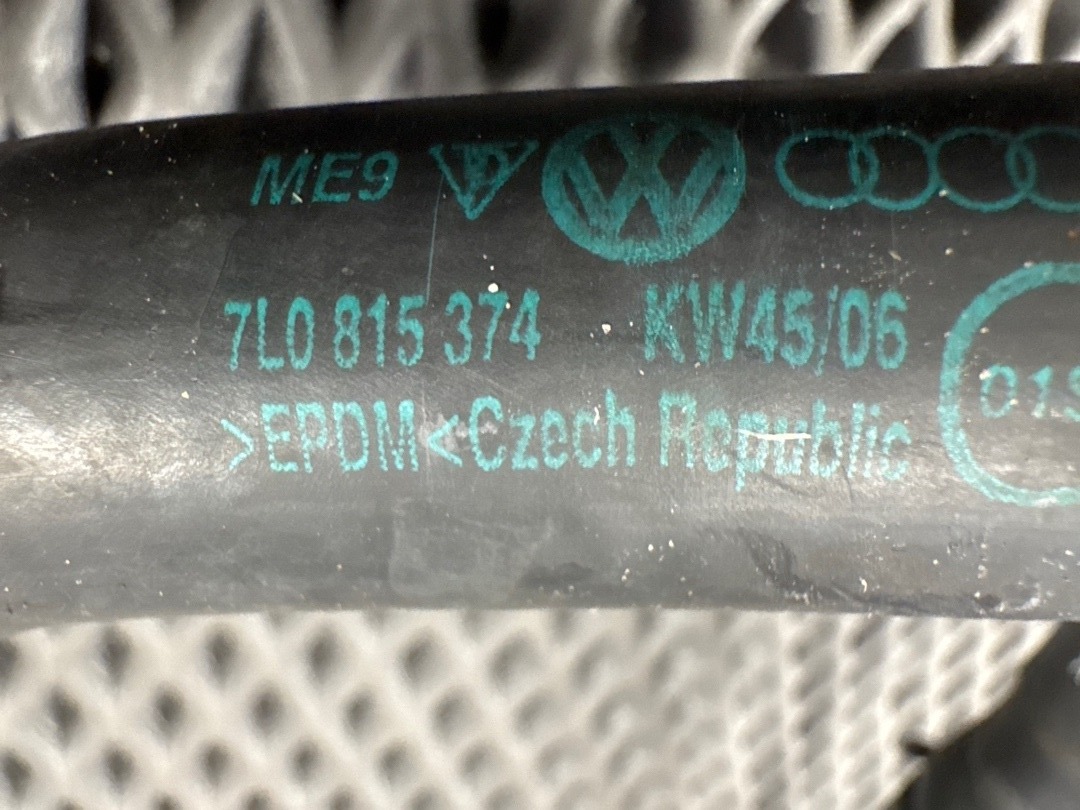 ME9
7L0 815 374 KW45/06
>EPDM<Czech Republic